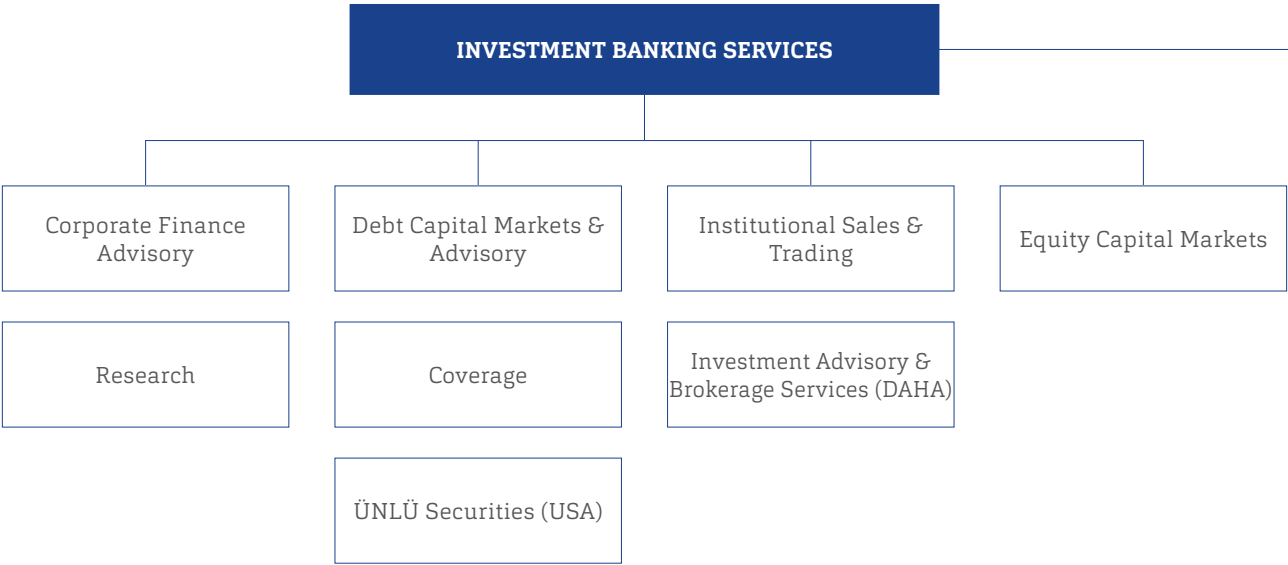 INVESTMENT BANKING SERVICES
Corporate Finance
Advisory
Debt Capital Markets &
Advisory
Institutional Sales &
Trading
Equity Capital Markets
Research
Coverage
Investment Advisory &
Brokerage Services (DAHA)
ÜNLÜ Securities (USA)